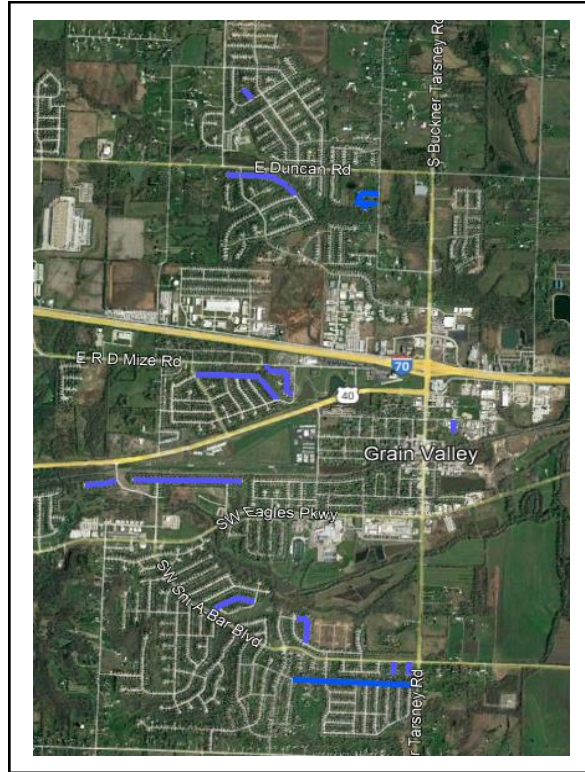 S Buckner Tarsney Rd
E Duncan Rd
E R D Mize Rd
70
40
Grain Valley
SW Eagles Pkwy
SW Sni-A-Bar Blvd
r Tarsney Rd